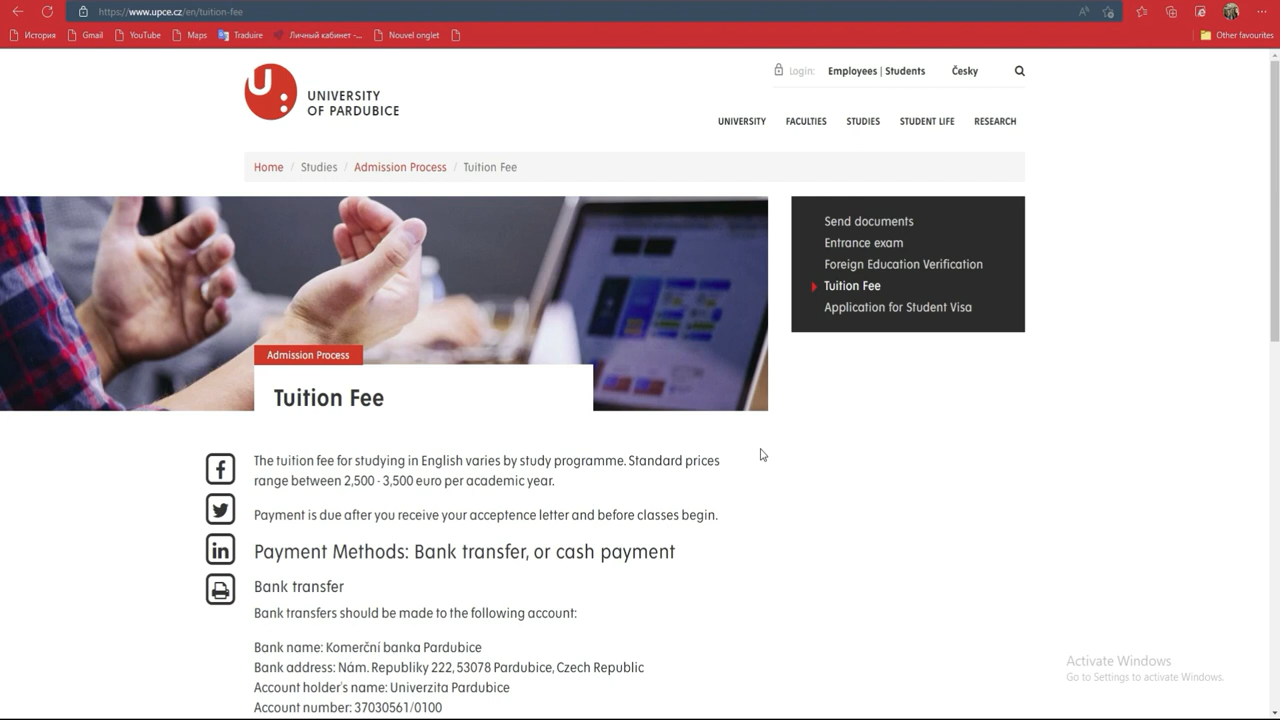 https://www.upce.cz/en/tuition-fee
История Gmail YouTube Maps Traduire Личный кабинет -... Nouvel onglet Other favourites
Login: Employees | Students Česky
U:
UNIVERSITY
OF PARDUBICE
UNIVERSITY FACULTIES STUDIES STUDENT LIFE RESEARCH
Home / Studies / Admission Process / Tuition Fee
Send documents
Entrance exam
Foreign Education Verification
Tuition Fee
Application for Student Visa
Admission Process
Tuition Fee
The tuition fee for studying in English varies by study programme. Standard prices
range between 2,500 - 3,500 euro per academic year.
Payment is due after you receive your acceptence letter and before classes begin.
Payment Methods: Bank transfer, or cash payment
Bank transfer
Bank transfers should be made to the following account:
Bank name: Komerční banka Pardubice
Bank address: Nám. Republiky 222, 53078 Pardubice, Czech Republic
Account holder's name: Univerzita Pardubice
Account number: 37030561/0100
Activate Windows
Go to Settings to activate Windows.